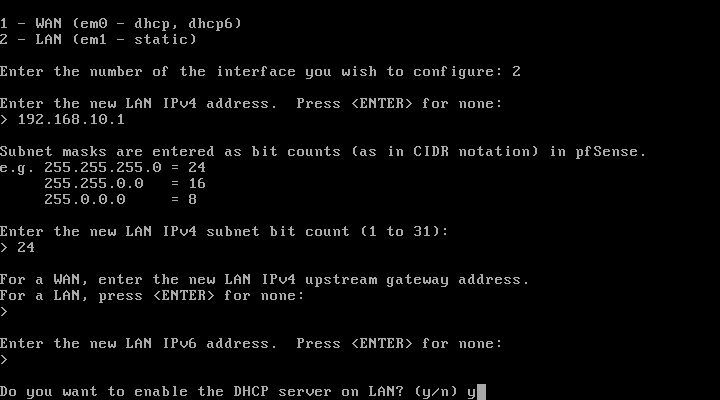 1 - WAN (em0 - dhcp, dhcp6)
2 - LAN (em1 - static)
Enter the number of the interface you wish to configure: 2
Enter the new LAN IPv4 address.  Press <ENTER> for none:
> 192.168.10.1
Subnet masks are entered as bit counts (as in CIDR notation) in pfSense.
e.g. 255.255.255.0 = 24
     255.255.0.0   = 16
     255.0.0.0     = 8
Enter the new LAN IPv4 subnet bit count (1 to 31):
> 24
For a WAN, enter the new LAN IPv4 upstream gateway address.
For a LAN, press <ENTER> for none:
>
Enter the new LAN IPv6 address.  Press <ENTER> for none:
>
Do you want to enable the DHCP server on LAN? (y/n) y